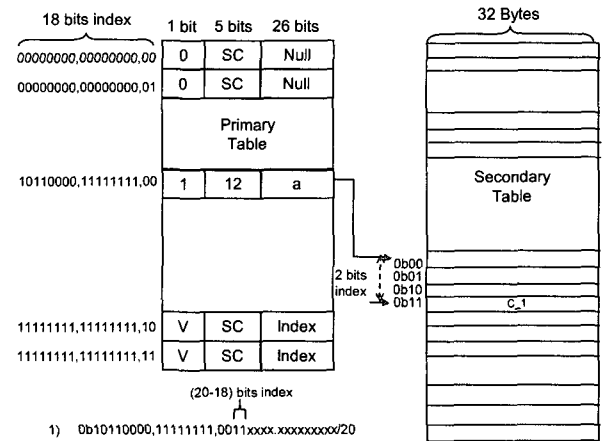 18 bits index 1 bit 5 bits 26 bits
32 Bytes
00000000,00000000,00 0 SC Null
00000000,00000000,01 0 SC Null
Primary
Table
10110000,11111111,00 1 12 a
Secondary
Table
0b00
0b01
0b10
0b11
2 bits
index
C_1
11111111,11111111,10 V SC Index
11111111,11111111,11 V SC Index
(20-18) bits index
1) 0b10110000,11111111,0011xxxx.xxxxxxxxx/20